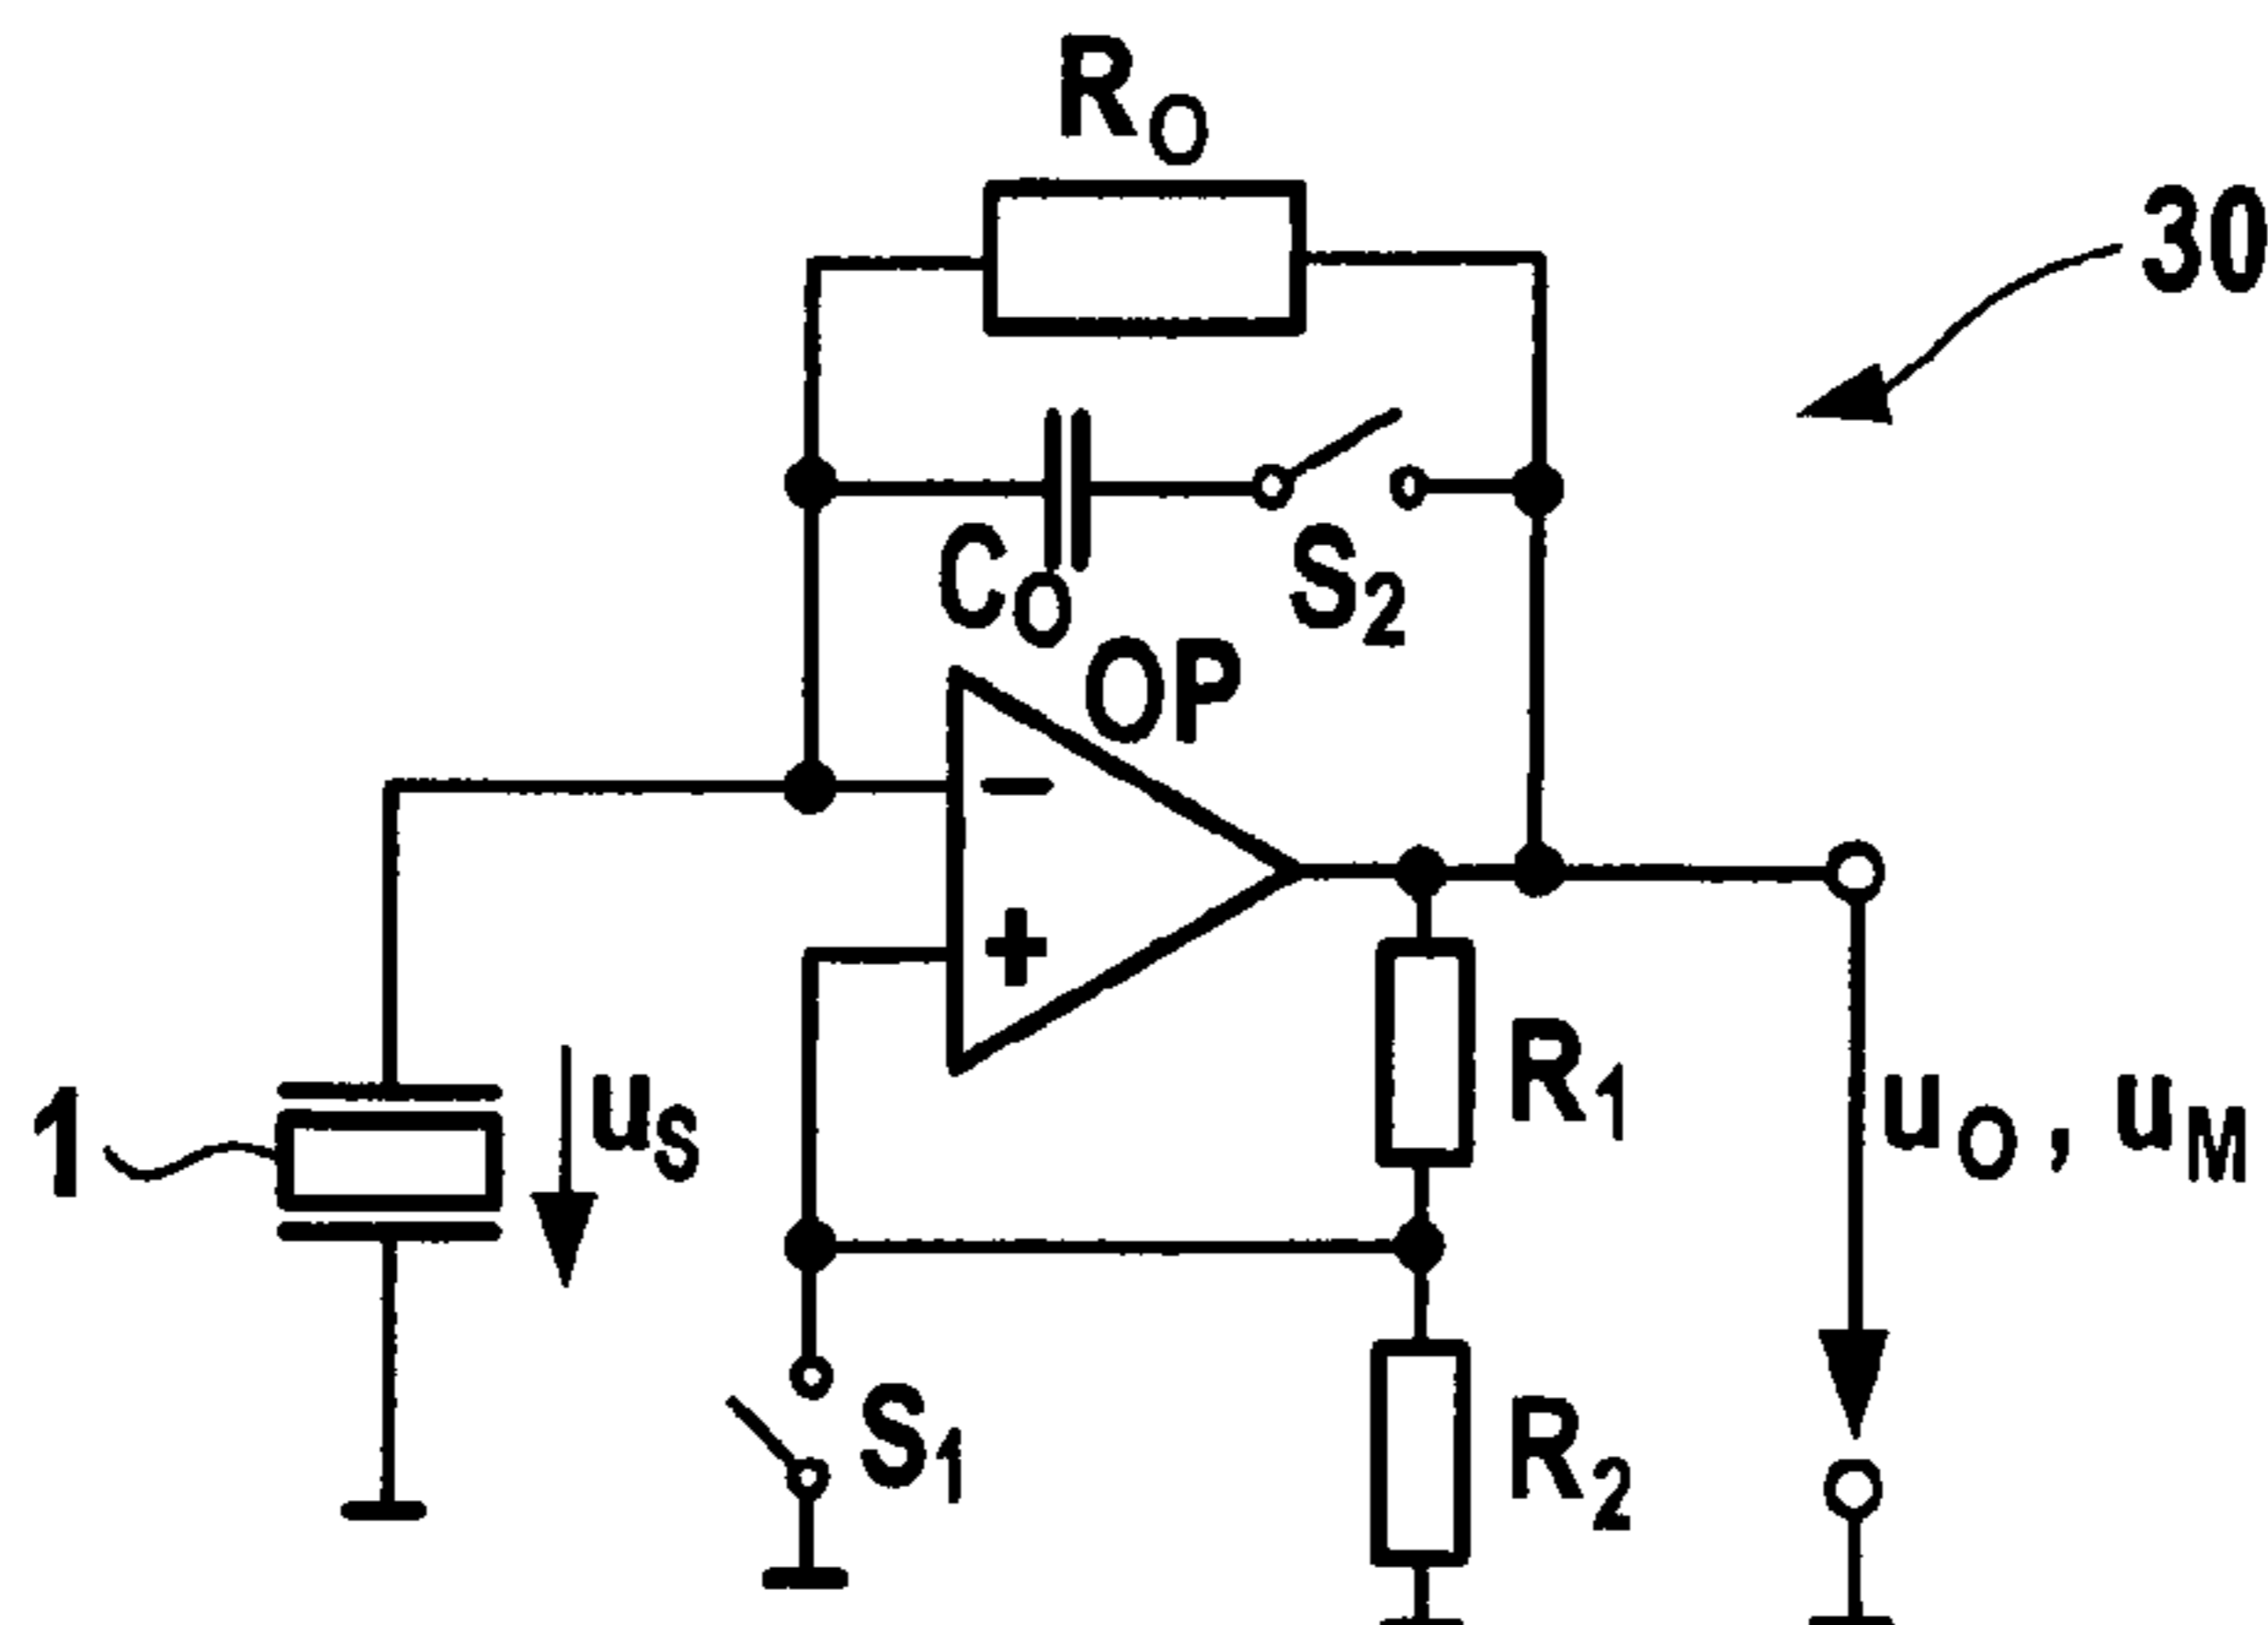 R_O
30
C_O
S_2
OP
−
+
R_1
1
u_S
u_O, u_M
S_1
R_2